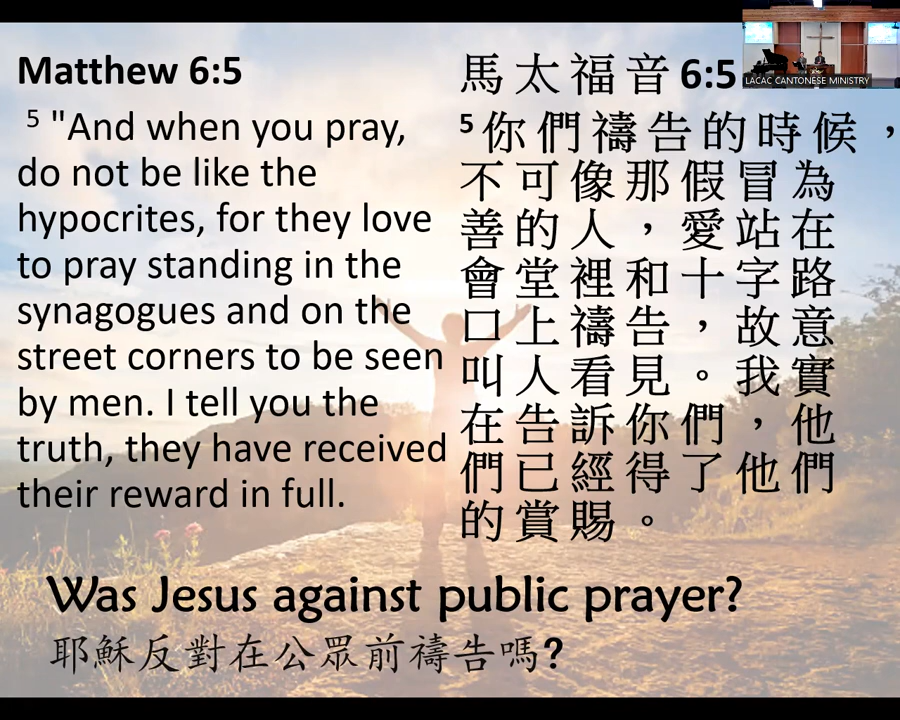 Matthew 6:5
5 "And when you pray,
do not be like the
hypocrites, for they love
to pray standing in the
synagogues and on the
street corners to be seen
by men. I tell you the
truth, they have received
their reward in full.
馬太福音 6:5
5 你們禱告的時候，
不可像那假冒為
善的人，愛站在
會堂裡和十字路
口上禱告，故意
叫人看見。我實
在告訴你們，他
們已經得了他們
的賞賜。
LACAC CANTONESE MINISTRY
Was Jesus against public prayer?
耶穌反對在公眾前禱告嗎?